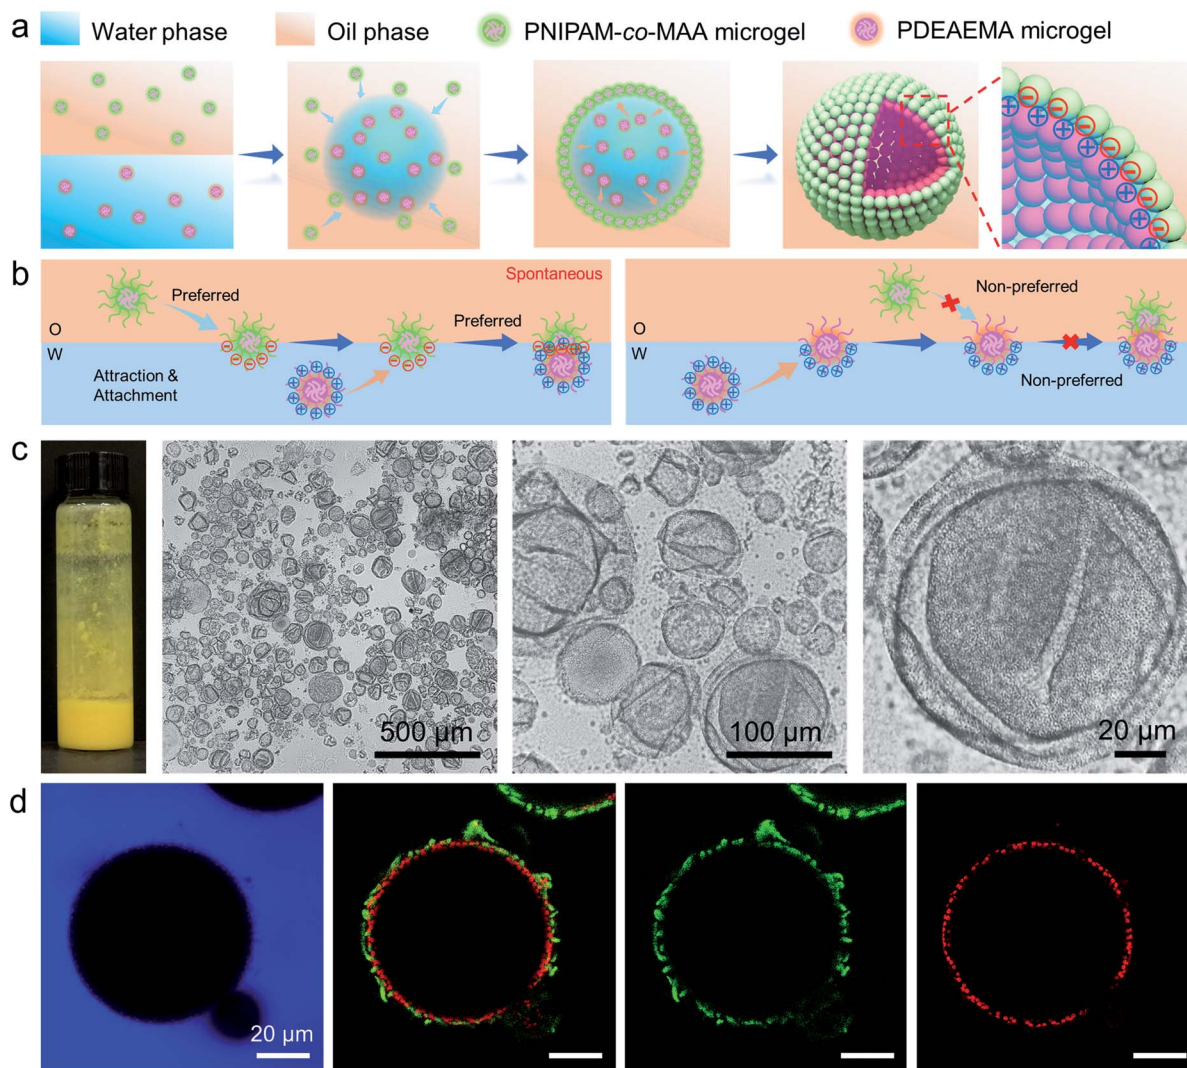 a
Water phase
Oil phase
PNIPAM-co-MAA microgel
PDEAEMA microgel
b
Spontaneous
Preferred
Preferred
O
W
Attraction &
Attachment
Non-preferred
O
W
Non-preferred
c
500 µm
100 µm
20 µm
d
20 µm